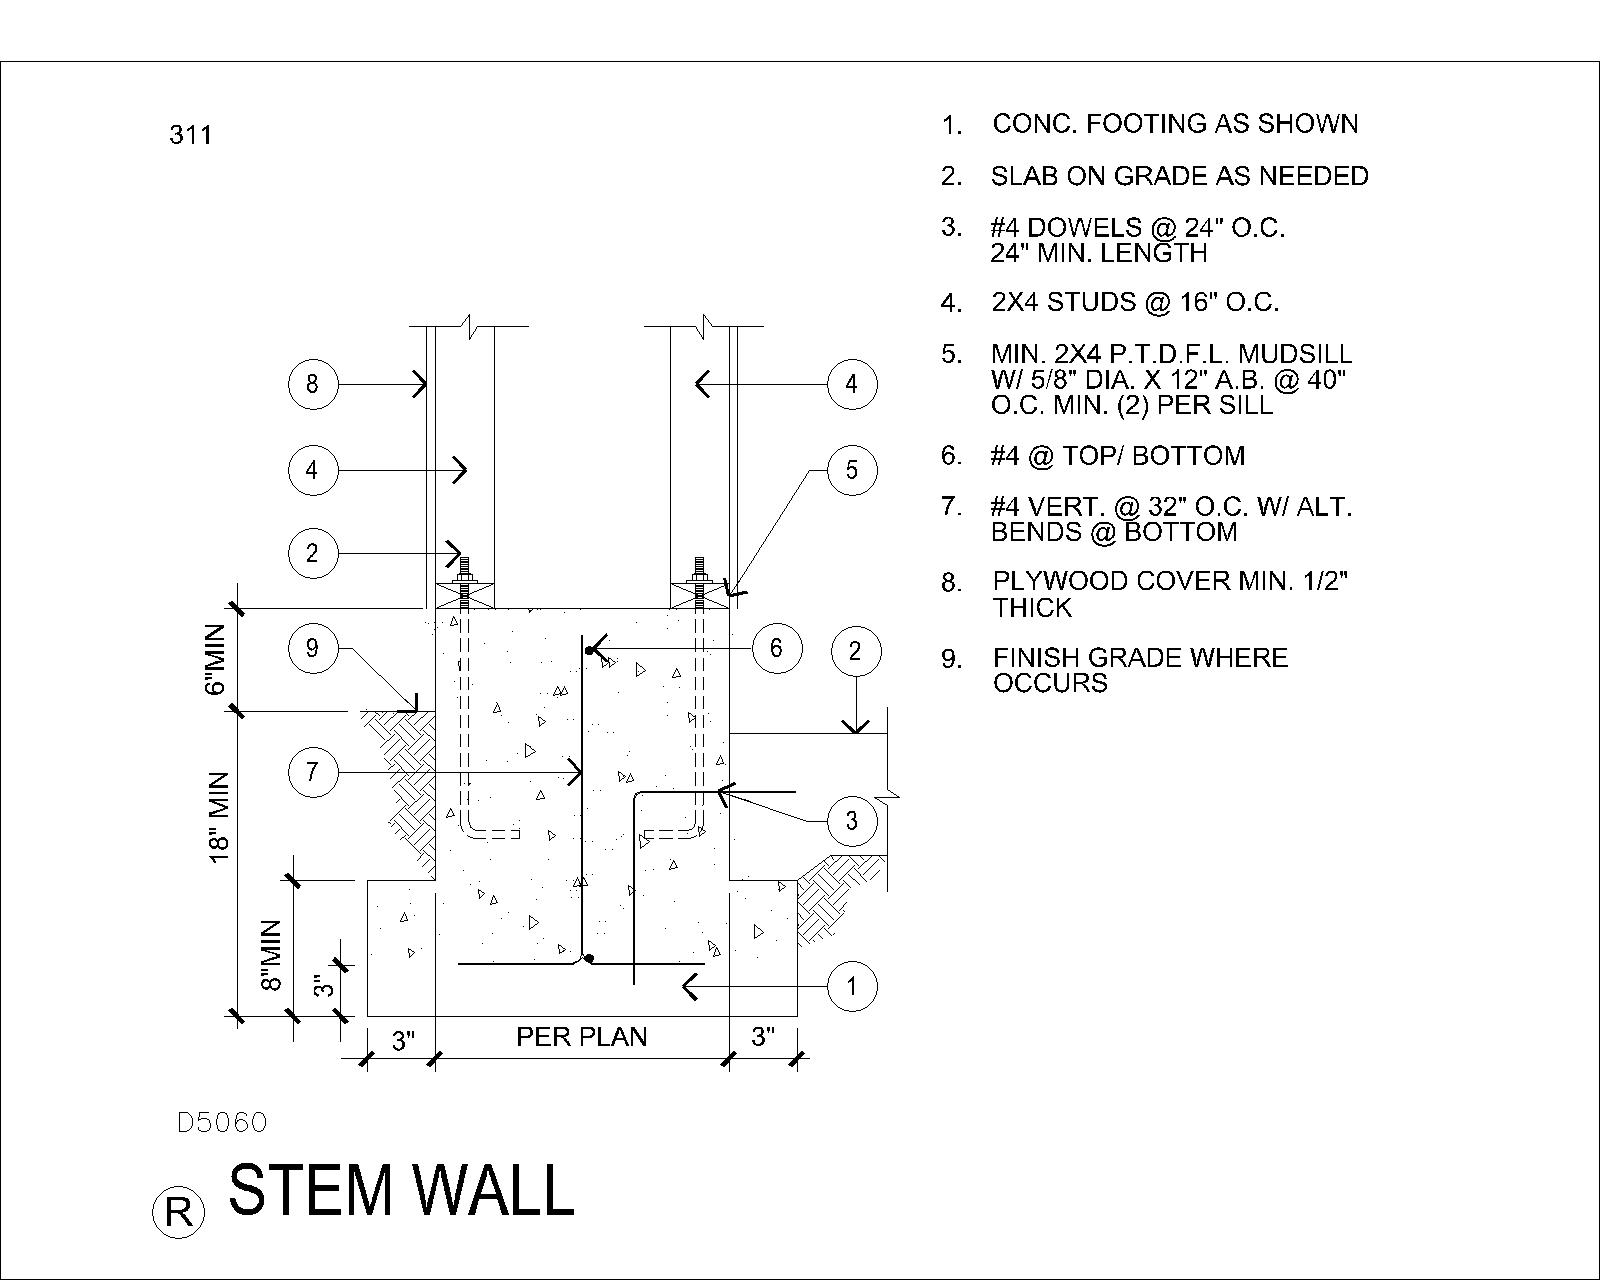 311
1. CONC. FOOTING AS SHOWN
2. SLAB ON GRADE AS NEEDED
3. #4 DOWELS @ 24" O.C.
24" MIN. LENGTH
4. 2X4 STUDS @ 16" O.C.
5. MIN. 2X4 P.T.D.F.L. MUDSILL
W/ 5/8" DIA. X 12" A.B. @ 40"
O.C. MIN. (2) PER SILL
6. #4 @ TOP/ BOTTOM
7. #4 VERT. @ 32" O.C. W/ ALT.
BENDS @ BOTTOM
8. PLYWOOD COVER MIN. 1/2"
THICK
9. FINISH GRADE WHERE
OCCURS
8
4
4
5
2
9
6
2
7
3
1
6"MIN
18" MIN
8"MIN
3"
3"
PER PLAN
3"
D5060
R STEM WALL